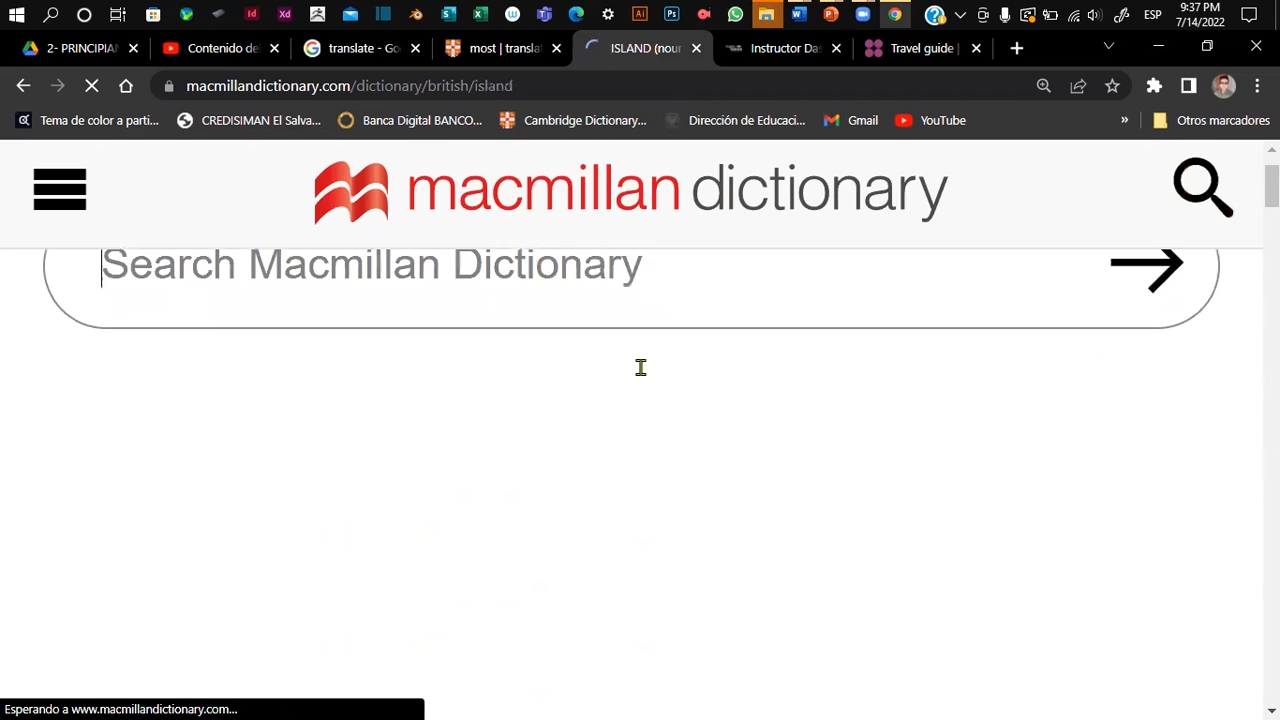 9:37 PM
ESP
7/14/2022
2- PRINCIPIAN
Contenido de
translate - Go
most | transla
ISLAND (noun
Instructor Das
Travel guide |
macmillandictionary.com/dictionary/british/island
Tema de color a parti...
CREDISIMAN El Salva...
Banca Digital BANCO...
Cambridge Dictionary...
Dirección de Educaci...
Gmail
YouTube
»
Otros marcadores
macmillan dictionary
Search Macmillan Dictionary
Esperando a www.macmillandictionary.com...